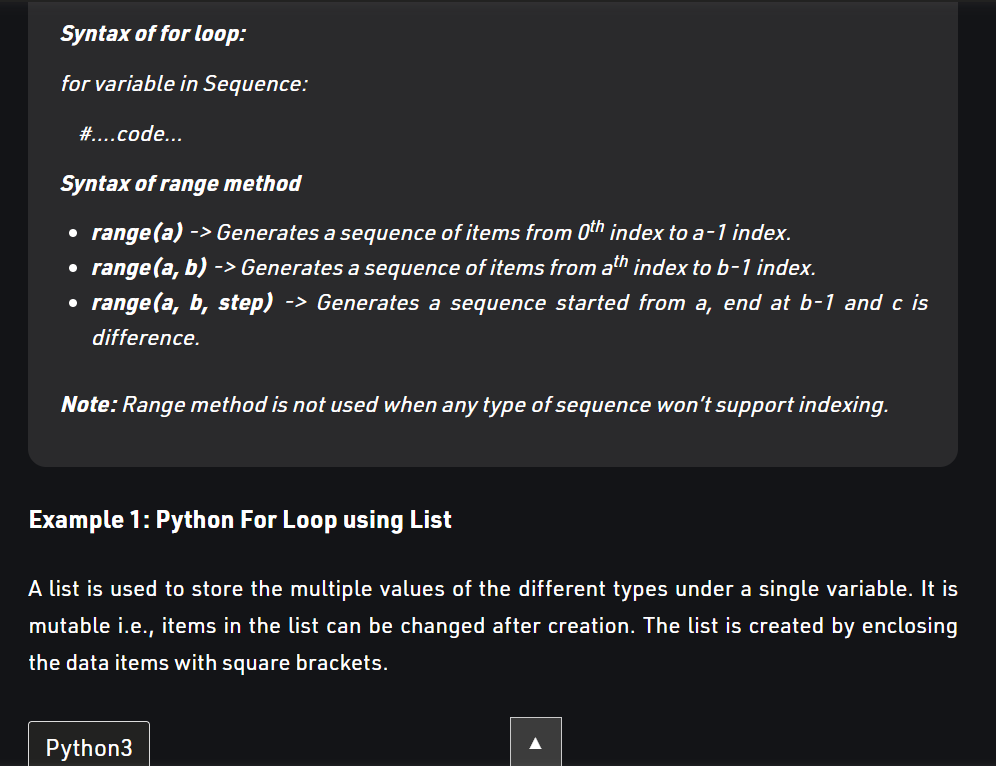 Syntax of for loop:
for variable in Sequence:
#....code...
Syntax of range method
range(a) -> Generates a sequence of items from 0th index to a-1 index.
range(a, b) -> Generates a sequence of items from ath index to b-1 index.
range(a, b, step) -> Generates a sequence started from a, end at b-1 and c is
difference.
Note: Range method is not used when any type of sequence won't support indexing.
Example 1: Python For Loop using List
A list is used to store the multiple values of the different types under a single variable. It is
mutable i.e., items in the list can be changed after creation. The list is created by enclosing
the data items with square brackets.
Python3